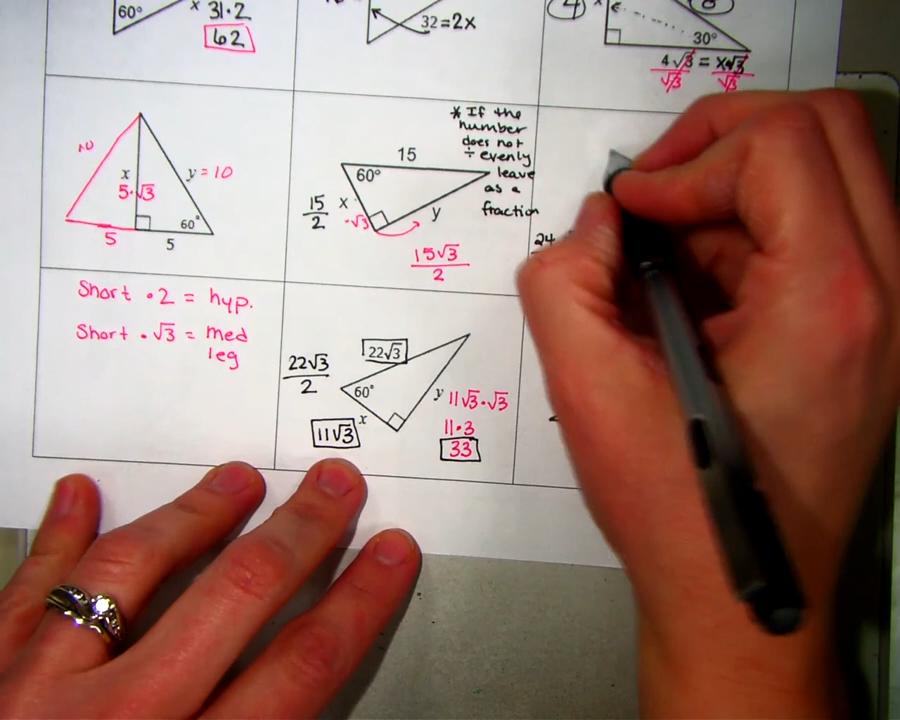 60°
x 31·2
62
32=2x
4
x
8
30°
4√3 = x√3
√3 √3
10
x
5·√3
y = 10
60°
5
5
15
60°
15
2
x
·√3
y
15√3
2
* If the
number
does not
÷ evenly
leave
as a
fraction
24
Short · 2 = hyp.
Short · √3 = med
leg
22√3
2
22√3
60°
x
11√3
y 11√3·√3
11·3
33